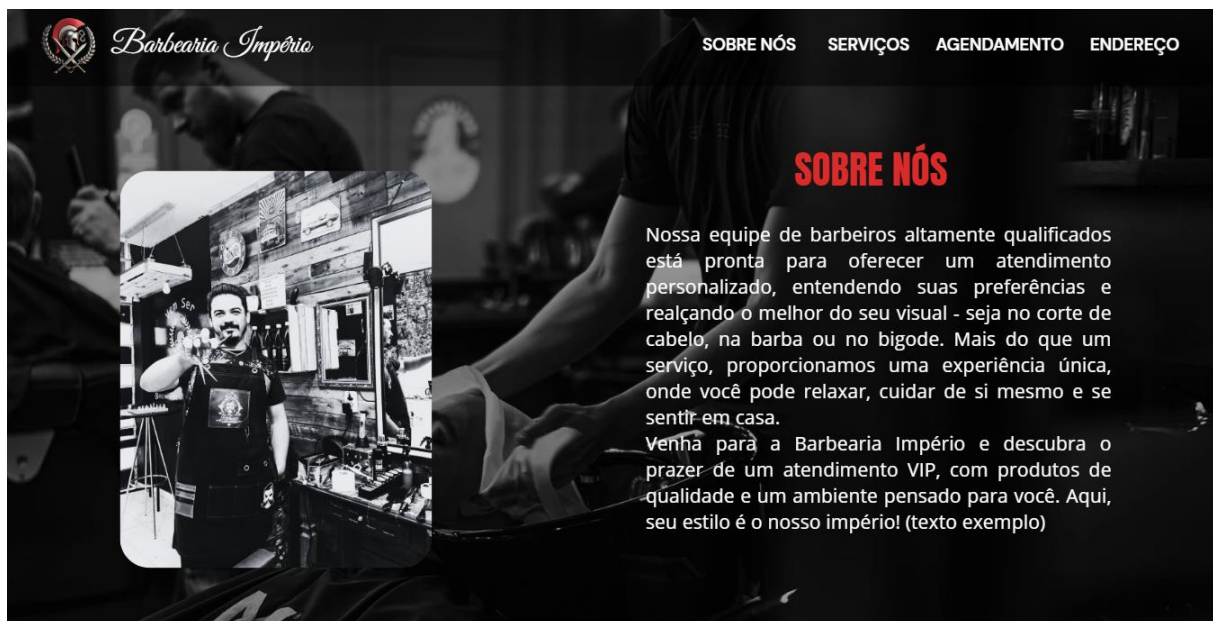 Barbearia Império
SOBRE NÓS SERVIÇOS AGENDAMENTO ENDEREÇO
SOBRE NÓS
Nossa equipe de barbeiros altamente qualificados
está pronta para oferecer um atendimento
personalizado, entendendo suas preferências e
realçando o melhor do seu visual - seja no corte de
cabelo, na barba ou no bigode. Mais do que um
serviço, proporcionamos uma experiência única,
onde você pode relaxar, cuidar de si mesmo e se
sentir em casa.
Venha para a Barbearia Império e descubra o
prazer de um atendimento VIP, com produtos de
qualidade e um ambiente pensado para você. Aqui,
seu estilo é o nosso império! (texto exemplo)